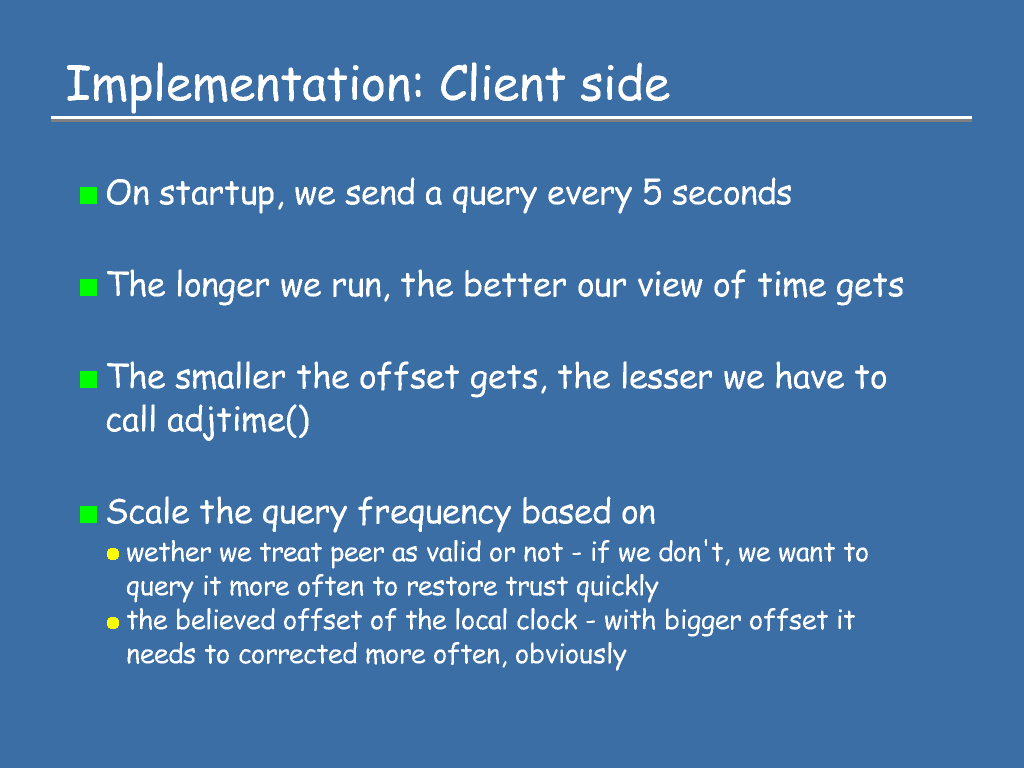 Implementation: Client side
On startup, we send a query every 5 seconds
The longer we run, the better our view of time gets
The smaller the offset gets, the lesser we have to
call adjtime()
Scale the query frequency based on
wether we treat peer as valid or not - if we don't, we want to
query it more often to restore trust quickly
the believed offset of the local clock - with bigger offset it
needs to corrected more often, obviously